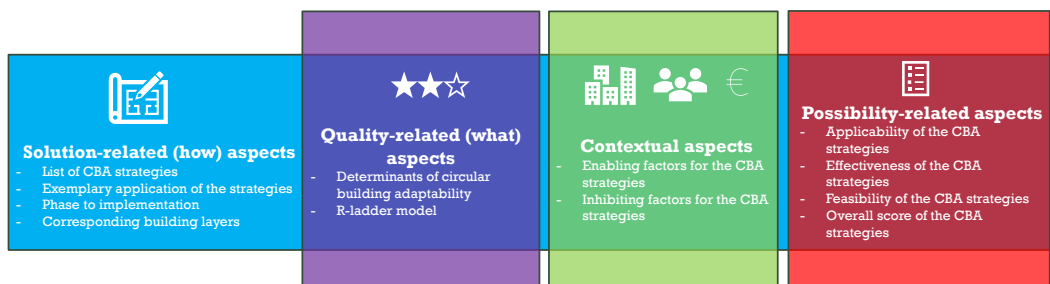 Solution-related (how) aspects
- List of CBA strategies
- Exemplary application of the strategies
- Phase to implementation
- Corresponding building layers
Quality-related (what)
aspects
- Determinants of circular
building adaptability
- R-ladder model
€
Contextual aspects
- Enabling factors for the CBA
strategies
- Inhibiting factors for the CBA
strategies
Possibility-related aspects
- Applicability of the CBA
strategies
- Effectiveness of the CBA
strategies
- Feasibility of the CBA strategies
- Overall score of the CBA
strategies